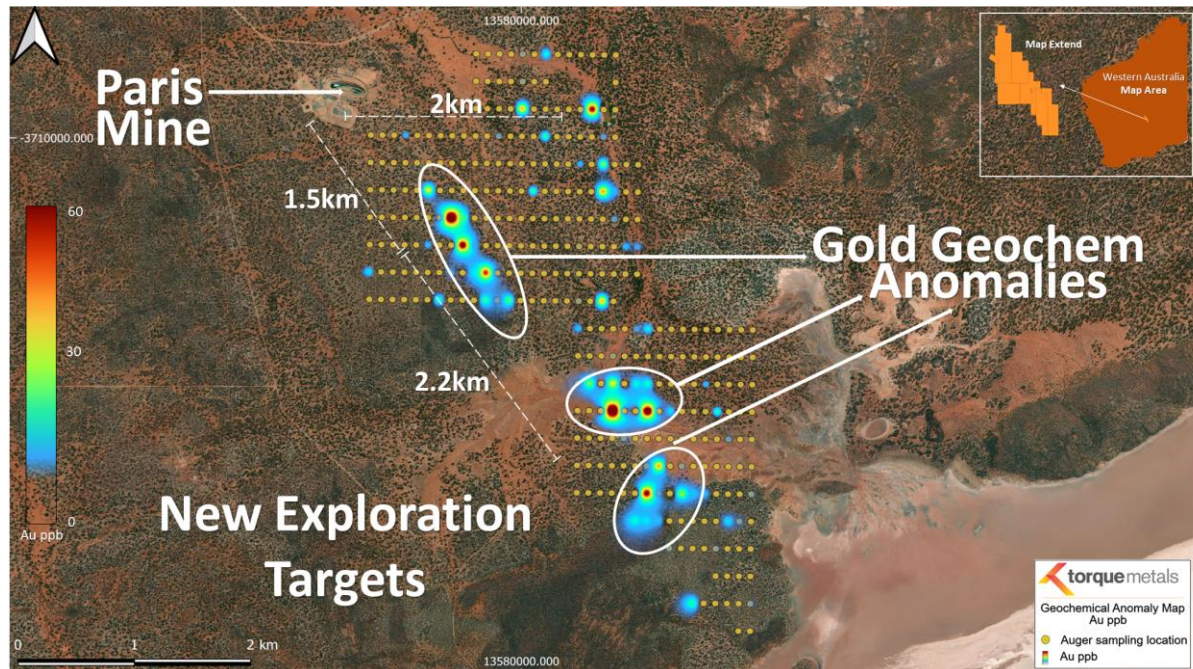 13580000.000
Map Extend
Western Australia
Map Area
Paris
Mine
2km
-3710000.000
1.5km
60
30
0
Au ppb
Gold Geochem
Anomalies
2.2km
New Exploration
Targets
0 1 2 km
13580000.000
torquemetals
Geochemical Anomaly Map
Au ppb
Auger sampling location
Au ppb